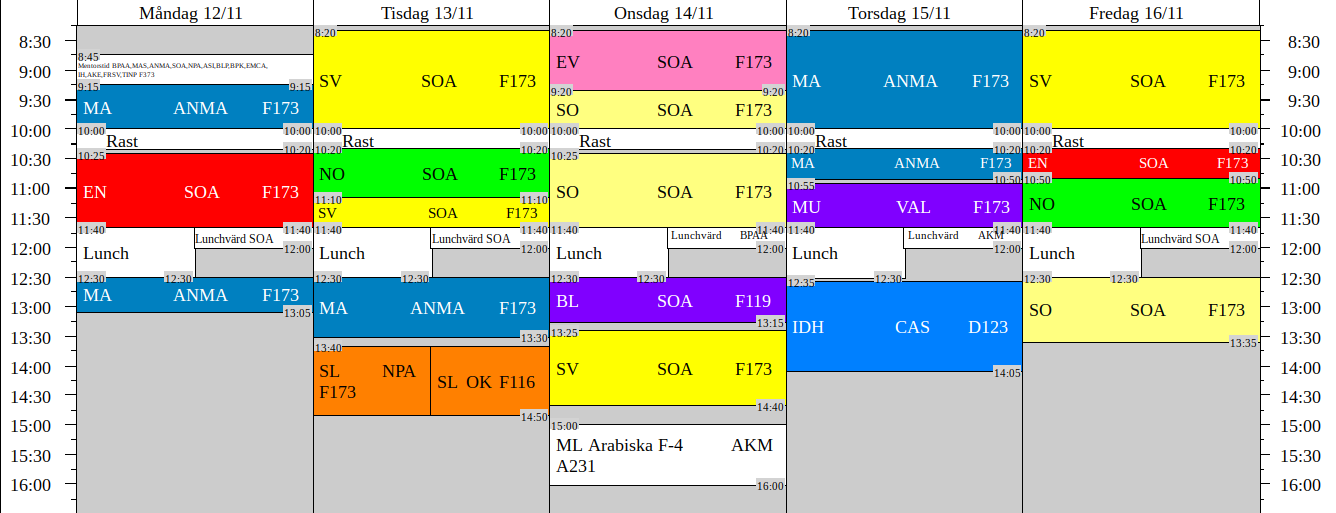 Måndag 12/11 Tisdag 13/11 Onsdag 14/11 Torsdag 15/11 Fredag 16/11
8:20 8:20 8:20 8:20
8:30 8:30
8:45
Mentorstid BPAA,MAS,ANMA,SOA,NPA,ASI,BLP,BPK,EMCA,
IH,AKE,FRSV,TINP F173
EV SOA F173
9:00 9:00
SV SOA F173
MA ANMA F173
SV SOA F173
9:15 9:15
9:20 9:20
9:30 9:30
MA ANMA F173
SO SOA F173
10:00 10:00
10:00 10:00 10:00 10:00 10:00 10:00 10:00 10:00 10:00 10:00
Rast Rast Rast Rast Rast
10:20 10:20 10:20 10:20 10:20 10:20 10:20 10:20
10:25 10:25
10:30 10:30
MA ANMA F173
EN SOA F173
NO SOA F173
10:50 10:50 10:50
10:55
11:00 11:00
EN SOA F173
SO SOA F173
11:10 11:10
NO SOA F173
MU VAL F173
SV SOA F173
11:30 11:30
11:40 11:40 11:40 11:40 11:40 11:40 11:40 11:40 11:40
Lunchvärd SOA
Lunchvärd SOA
Lunchvärd BPAA
Lunchvärd AKM
Lunchvärd SOA
12:00 12:00
12:00 12:00 12:00 12:00 12:00
Lunch Lunch Lunch Lunch Lunch
12:30 12:30
12:30 12:30 12:30 12:30 12:30 12:30 12:30 12:30 12:30
12:35
MA ANMA F173
BL SOA F119
13:00 13:00
MA ANMA F173
SO SOA F173
13:05
13:15
13:25
IDH CAS D123
13:30 13:30
13:30
13:35
13:40
14:00 14:00
SL NPA
F173
SL OK F116
SV SOA F173
14:05
14:30 14:30
14:40
14:50
15:00 15:00
15:00
ML Arabiska F-4 AKM
A231
15:30 15:30
16:00 16:00
16:00